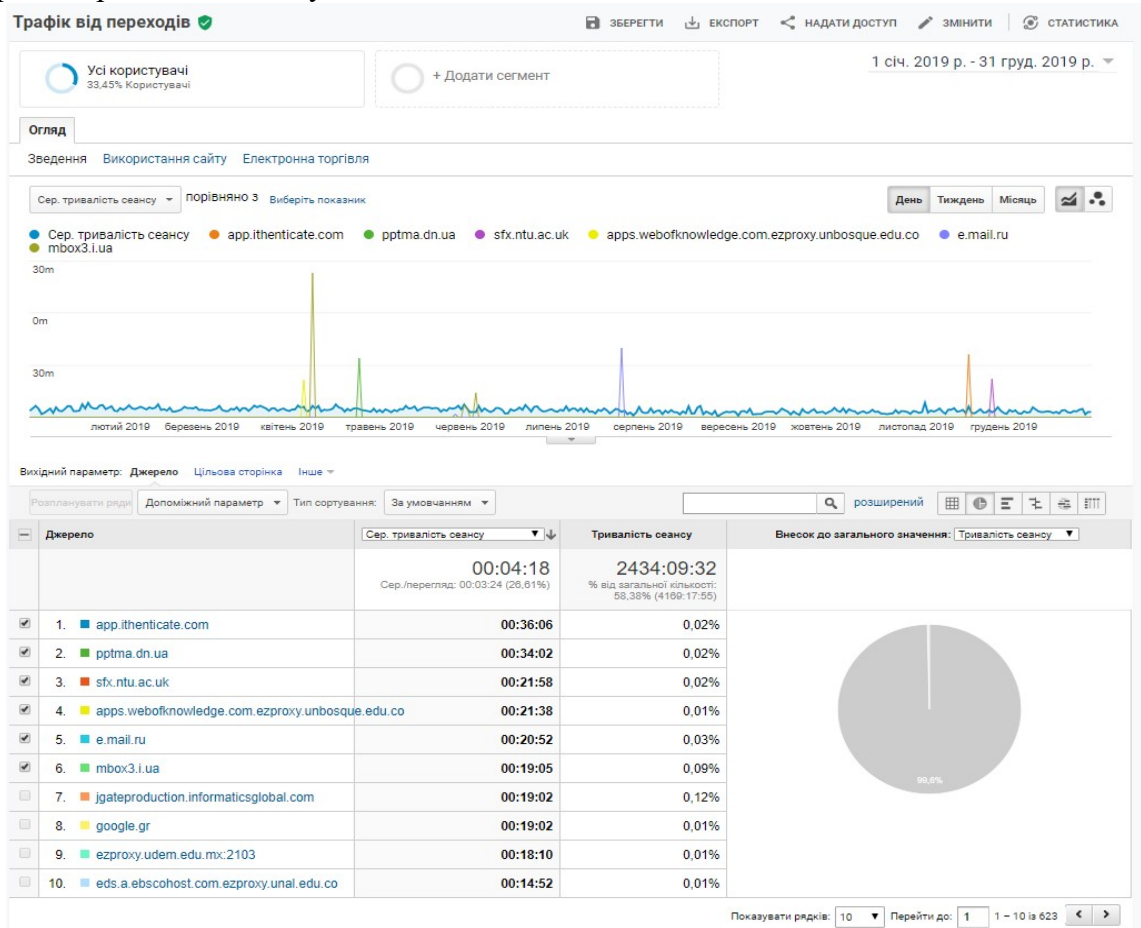 Трафік від переходів
ЗБЕРЕГТИ ЕКСПОРТ НАДАТИ ДОСТУП ЗМІНИТИ СТАТИСТИКА
Усі користувачі
33,45% Користувачі
+ Додати сегмент
1 січ. 2019 р. - 31 груд. 2019 р.
Огляд
Зведення Використання сайту Електронна торгівля
Сер. тривалість сеансу порівняно з Виберіть показник
День Тиждень Місяць
Сер. тривалість сеансу app.ithenticate.com pptma.dn.ua sfx.ntu.ac.uk apps.webofknowledge.com.ezproxy.unbosque.edu.co e.mail.ru
mbox3.i.ua
30m
0m
30m
лютий 2019 березень 2019 квітень 2019 травень 2019 червень 2019 липень 2019 серпень 2019 вересень 2019 жовтень 2019 листопад 2019 грудень 2019
Вихідний параметр: Джерело Цільова сторінка Інше
Розпланувати ряди Допоміжний параметр Тип сортування: За умовчанням розширений
Джерело Сер. тривалість сеансу Тривалість сеансу Внесок до загального значення: Тривалість сеансу
00:04:18 2434:09:32
Сер./перегляд: 00:03:24 (26,61%) % від загальної кількості:
58,38% (4169:17:55)
1. app.ithenticate.com 00:36:06 0,02%
2. pptma.dn.ua 00:34:02 0,02%
3. sfx.ntu.ac.uk 00:21:58 0,02%
4. apps.webofknowledge.com.ezproxy.unbosque.edu.co 00:21:38 0,01%
5. e.mail.ru 00:20:52 0,03%
6. mbox3.i.ua 00:19:05 0,09%
99,6%
7. jgateproduction.informaticsglobal.com 00:19:02 0,12%
8. google.gr 00:19:02 0,01%
9. ezproxy.udem.edu.mx:2103 00:18:10 0,01%
10. eds.a.ebscohost.com.ezproxy.unal.edu.co 00:14:52 0,01%
Показувати рядків: 10 Перейти до: 1 1 – 10 із 623